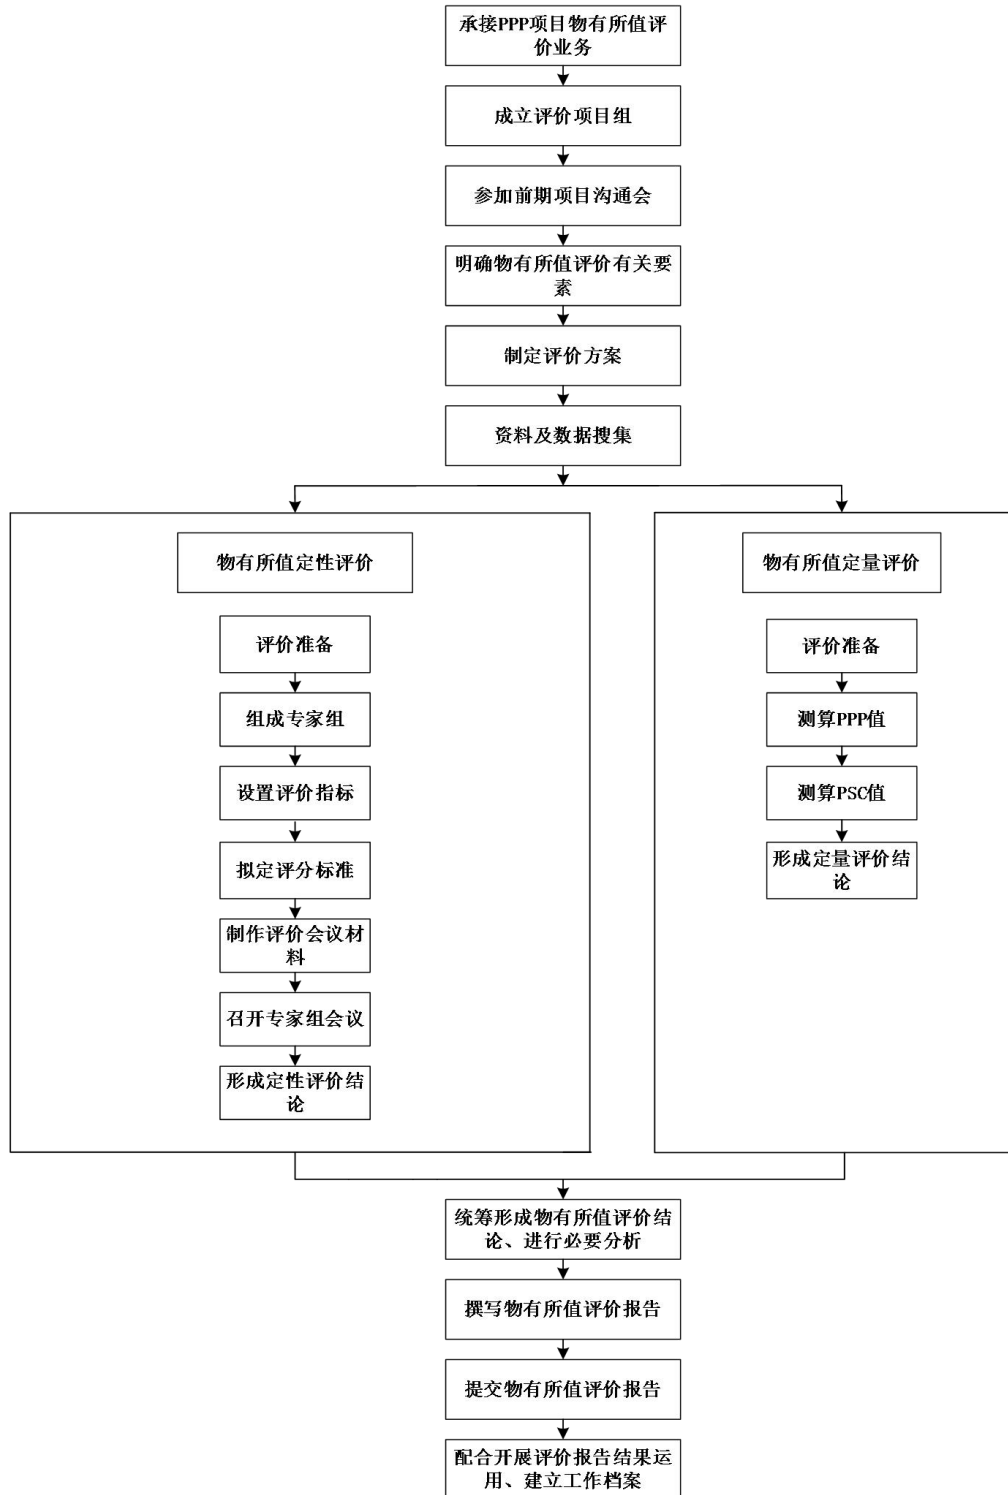 承接PPP项目物有所值评
价业务
成立评价项目组
参加前期项目沟通会
明确物有所值评价有关要
素
制定评价方案
资料及数据搜集
物有所值定性评价
评价准备
组成专家组
设置评价指标
拟定评分标准
制作评价会议材
料
召开专家组会议
形成定性评价结
论
物有所值定量评价
评价准备
测算PPP值
测算PSC值
形成定量评价结
论
统筹形成物有所值评价结
论、进行必要分析
撰写物有所值评价报告
提交物有所值评价报告
配合开展评价报告结果运
用、建立工作档案